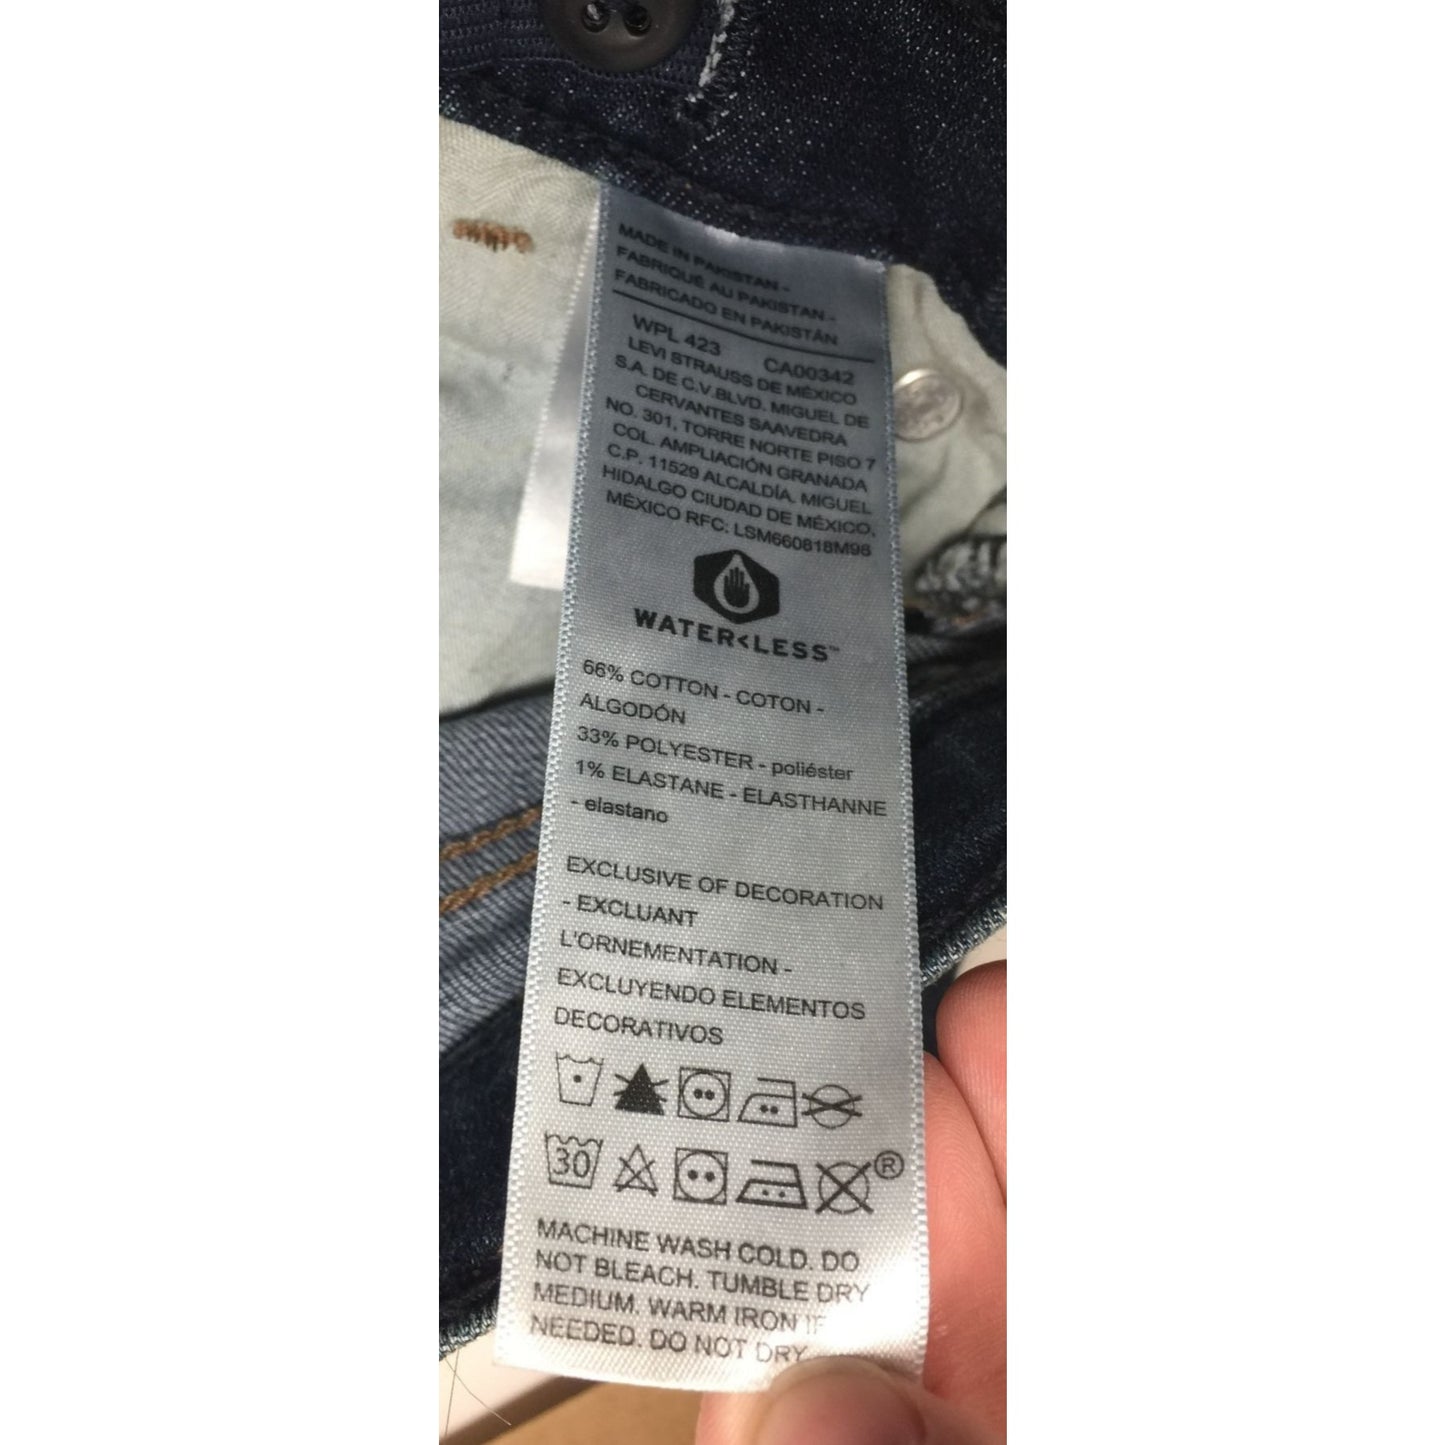 MADE IN PAKISTAN -
FABRIQUÉ AU PAKISTAN -
FABRICADO EN PAKISTÁN
WPL 423 CA00342
LEVI STRAUSS DE MÉXICO
S.A. DE C.V.BLVD. MIGUEL DE
CERVANTES SAAVEDRA
NO. 301, TORRE NORTE PISO 7
COL. AMPLIACIÓN GRANADA
C.P. 11529 ALCALDÍA. MIGUEL
HIDALGO CIUDAD DE MÉXICO,
MÉXICO RFC: LSM660818M98
WATER<LESS™
66% COTTON - COTON -
ALGODÓN
33% POLYESTER - poliéster
1% ELASTANE - ELASTHANNE
- elastano
EXCLUSIVE OF DECORATION
- EXCLUANT
L'ORNEMENTATION -
EXCLUYENDO ELEMENTOS
DECORATIVOS
30 ®
MACHINE WASH COLD. DO
NOT BLEACH. TUMBLE DRY
MEDIUM. WARM IRON IF
NEEDED. DO NOT DRY